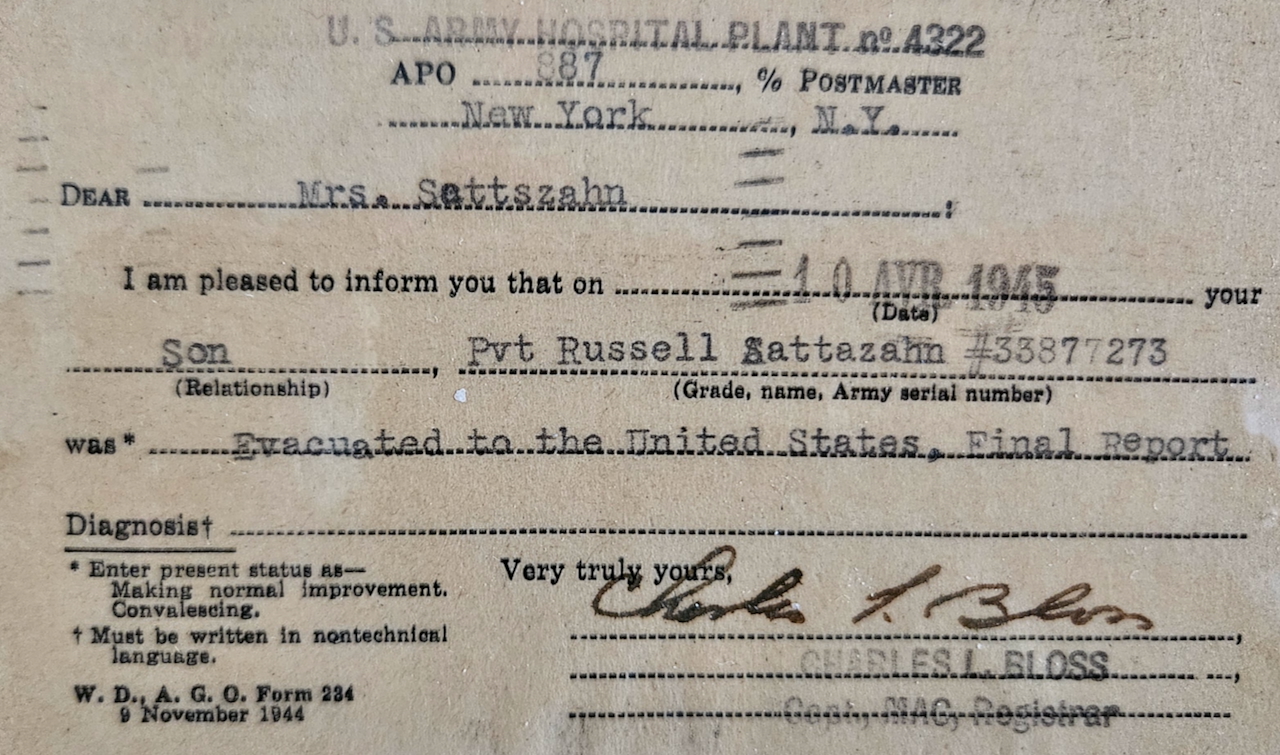 U. S. ARMY HOSPITAL PLANT nº 4322
APO 887, % POSTMASTER
New York, N.Y.
DEAR Mrs. Sattszahn:
I am pleased to inform you that on 10 AVR 1945 your
(Date)
Son, Pvt Russell Sattazahn #33877273
(Relationship) (Grade, name, Army serial number)
was* Evacuated to the United States, Final Report
Diagnosis†
* Enter present status as—
Making normal improvement.
Convalescing.
† Must be written in nontechnical
language.
W. D., A. G. O. Form 234
9 November 1944
Very truly yours,
Charles L. Bloss,
CHARLES L. BLOSS,
Capt, MAC, Registrar